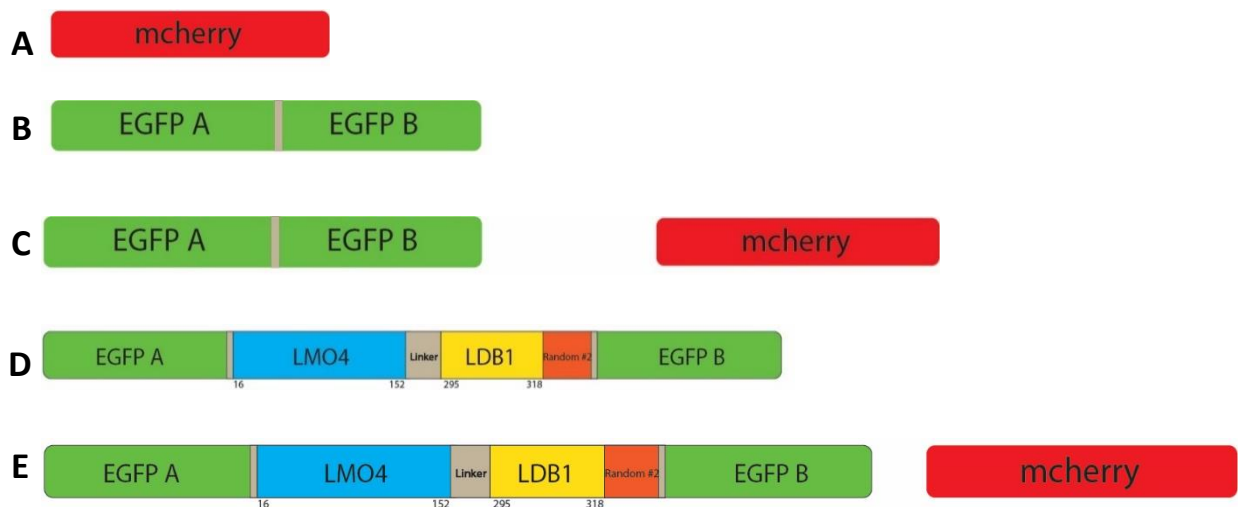 A mcherry
B EGFP A EGFP B
C EGFP A EGFP B mcherry
D EGFP A LMO4 Linker LDB1 Random #2 EGFP B
16 152 295 318
E EGFP A LMO4 Linker LDB1 Random #2 EGFP B mcherry
16 152 295 318